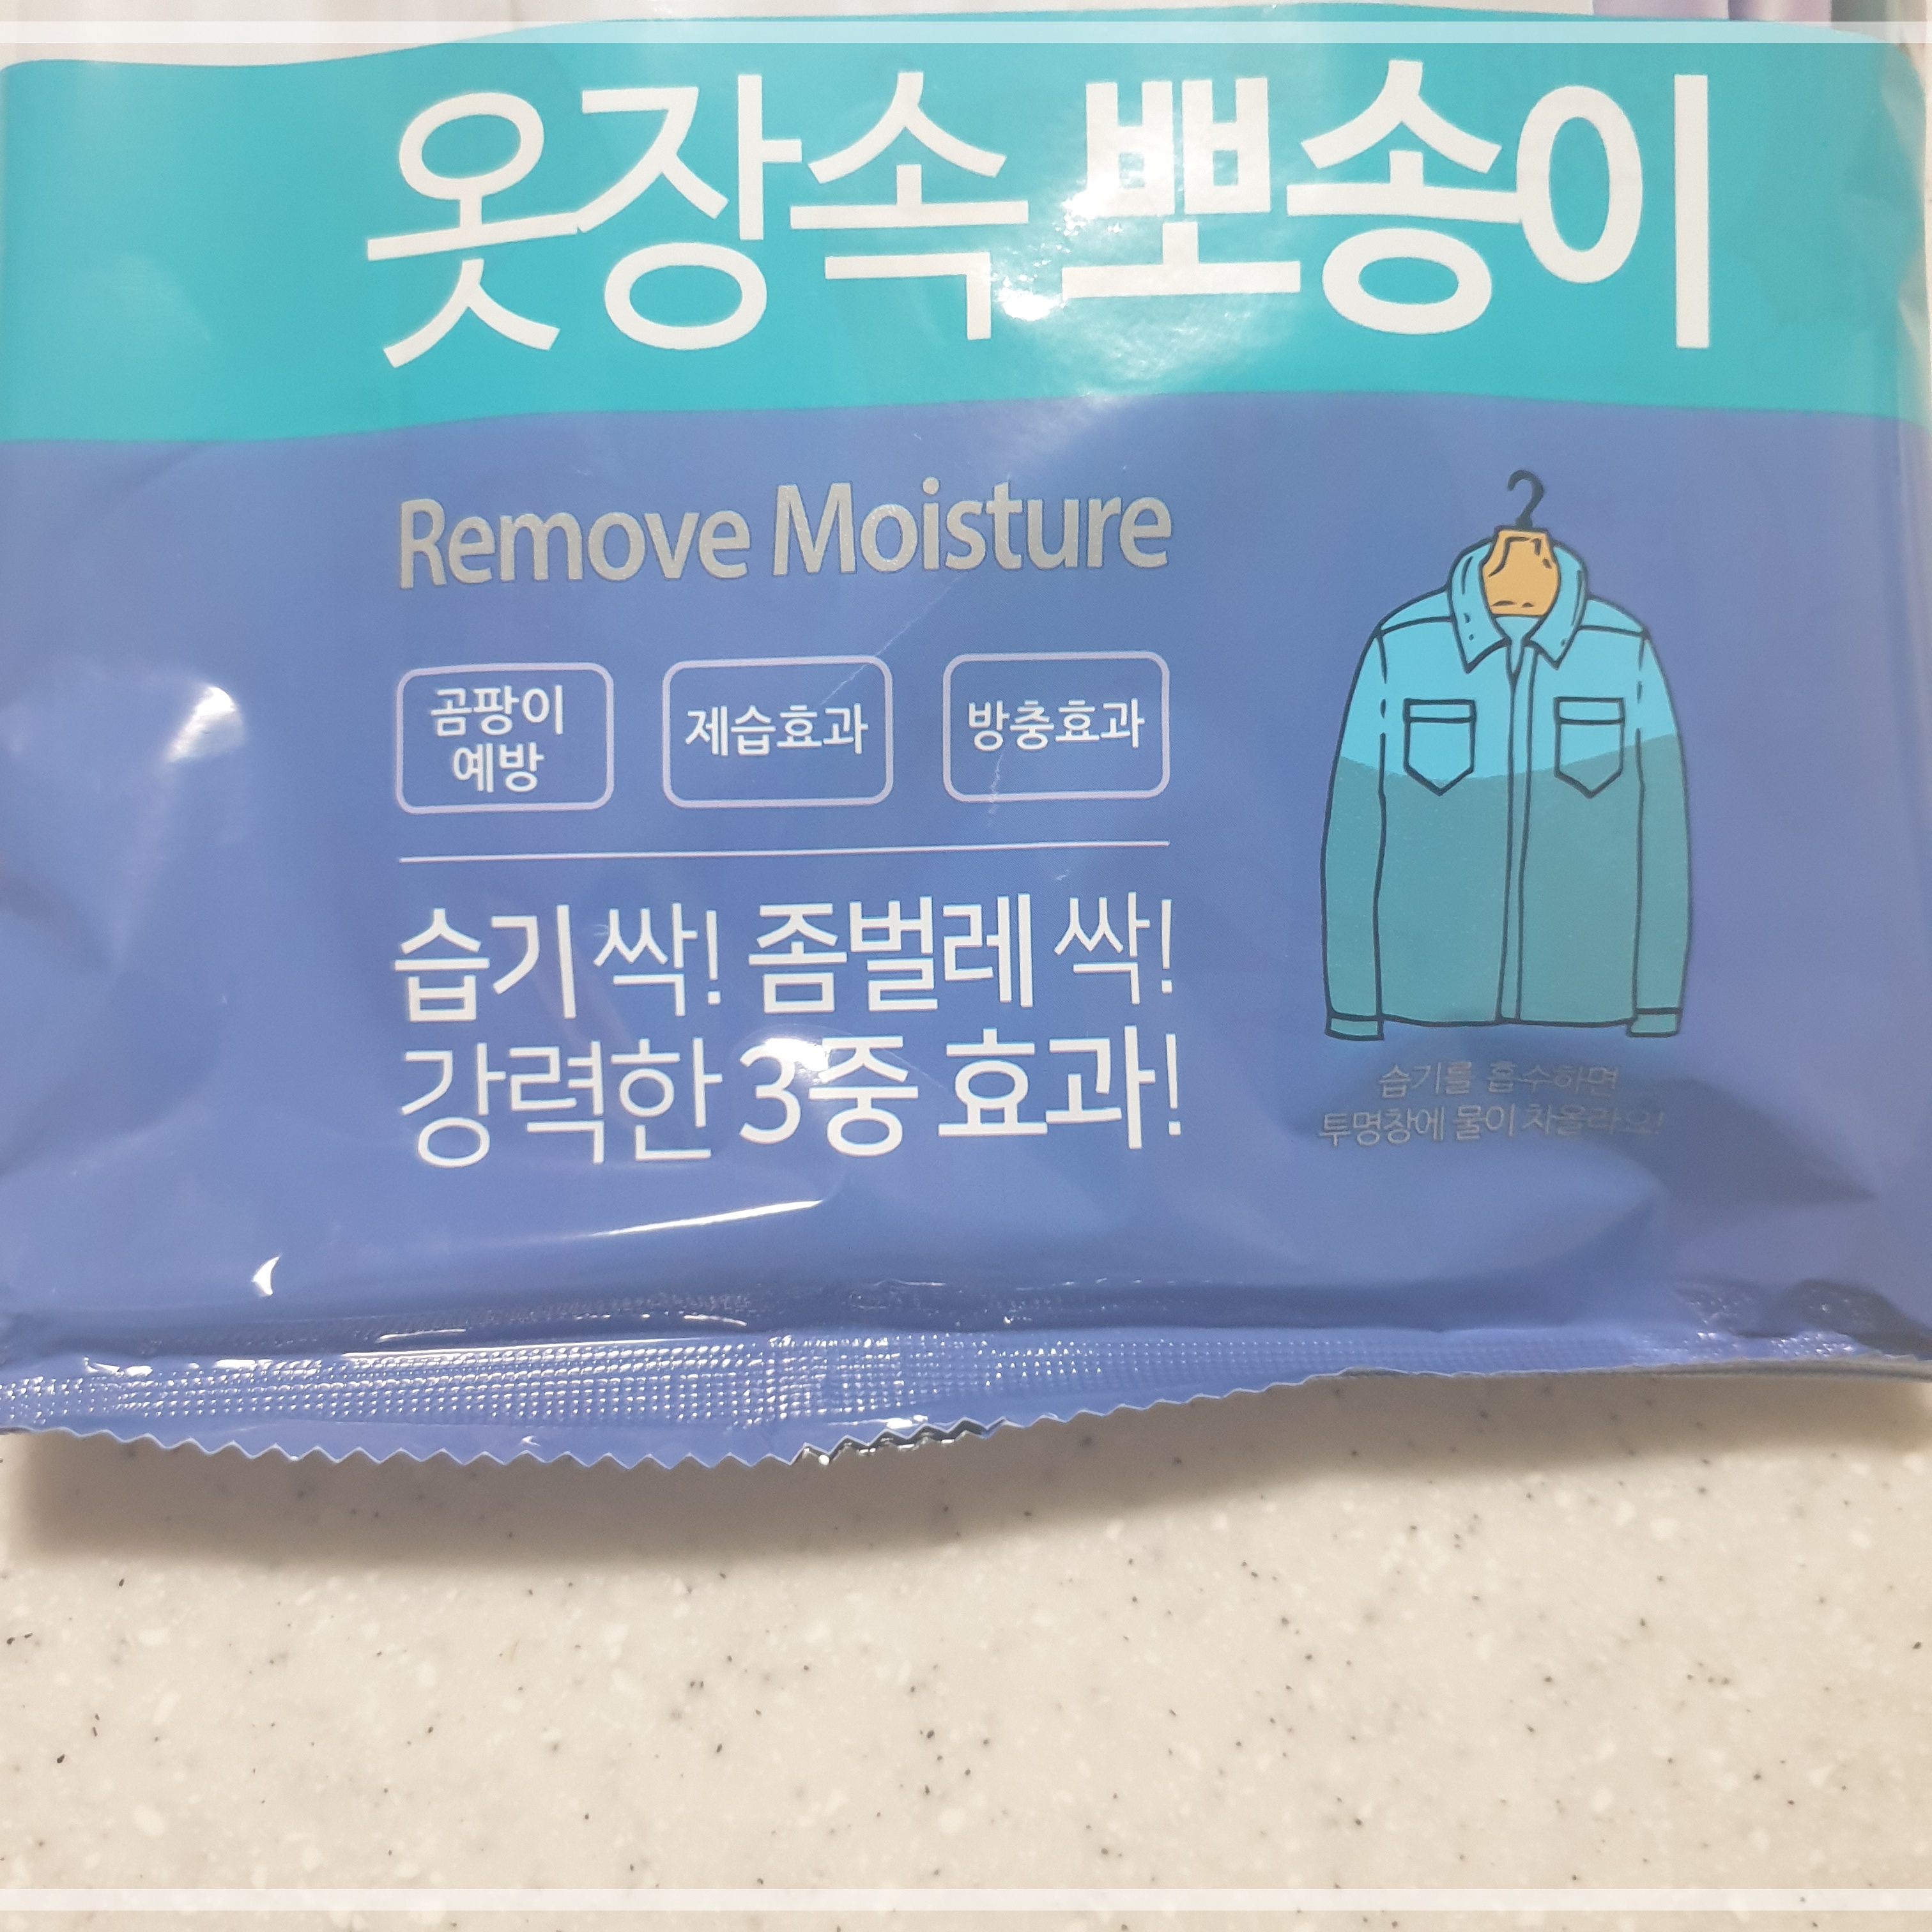 옷장속 뽀송이
Remove Moisture
곰팡이
예방
제습효과
방충효과
습기 싹! 좀벌레 싹!
강력한 3중 효과!
습기를 흡수하면
투명창에 물이 차올라요!